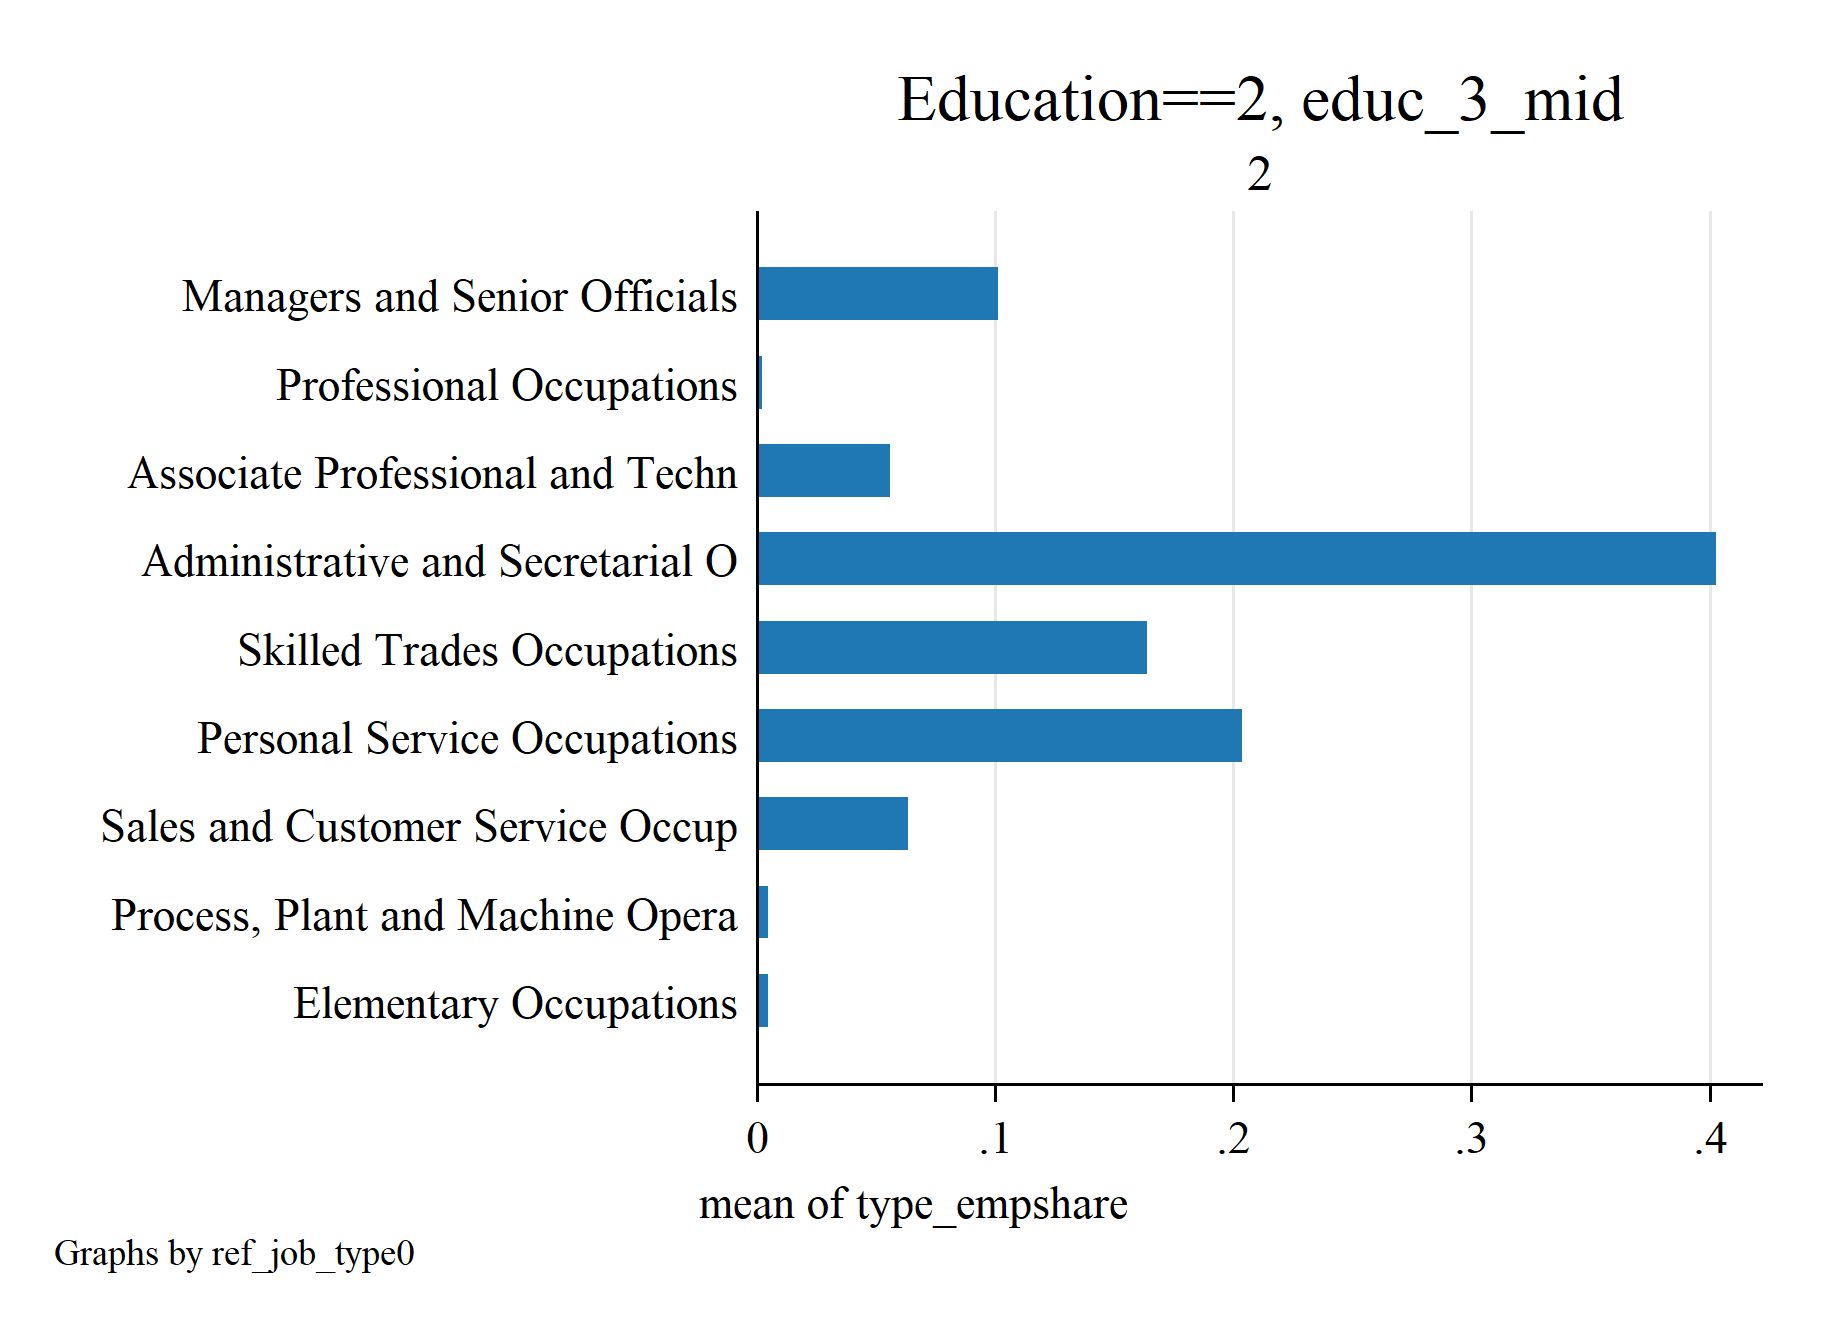 Education==2, educ_3_mid
2
Managers and Senior Officials
Professional Occupations
Associate Professional and Techn
Administrative and Secretarial O
Skilled Trades Occupations
Personal Service Occupations
Sales and Customer Service Occup
Process, Plant and Machine Opera
Elementary Occupations
0 .1 .2 .3 .4
mean of type_empshare
Graphs by ref_job_type0